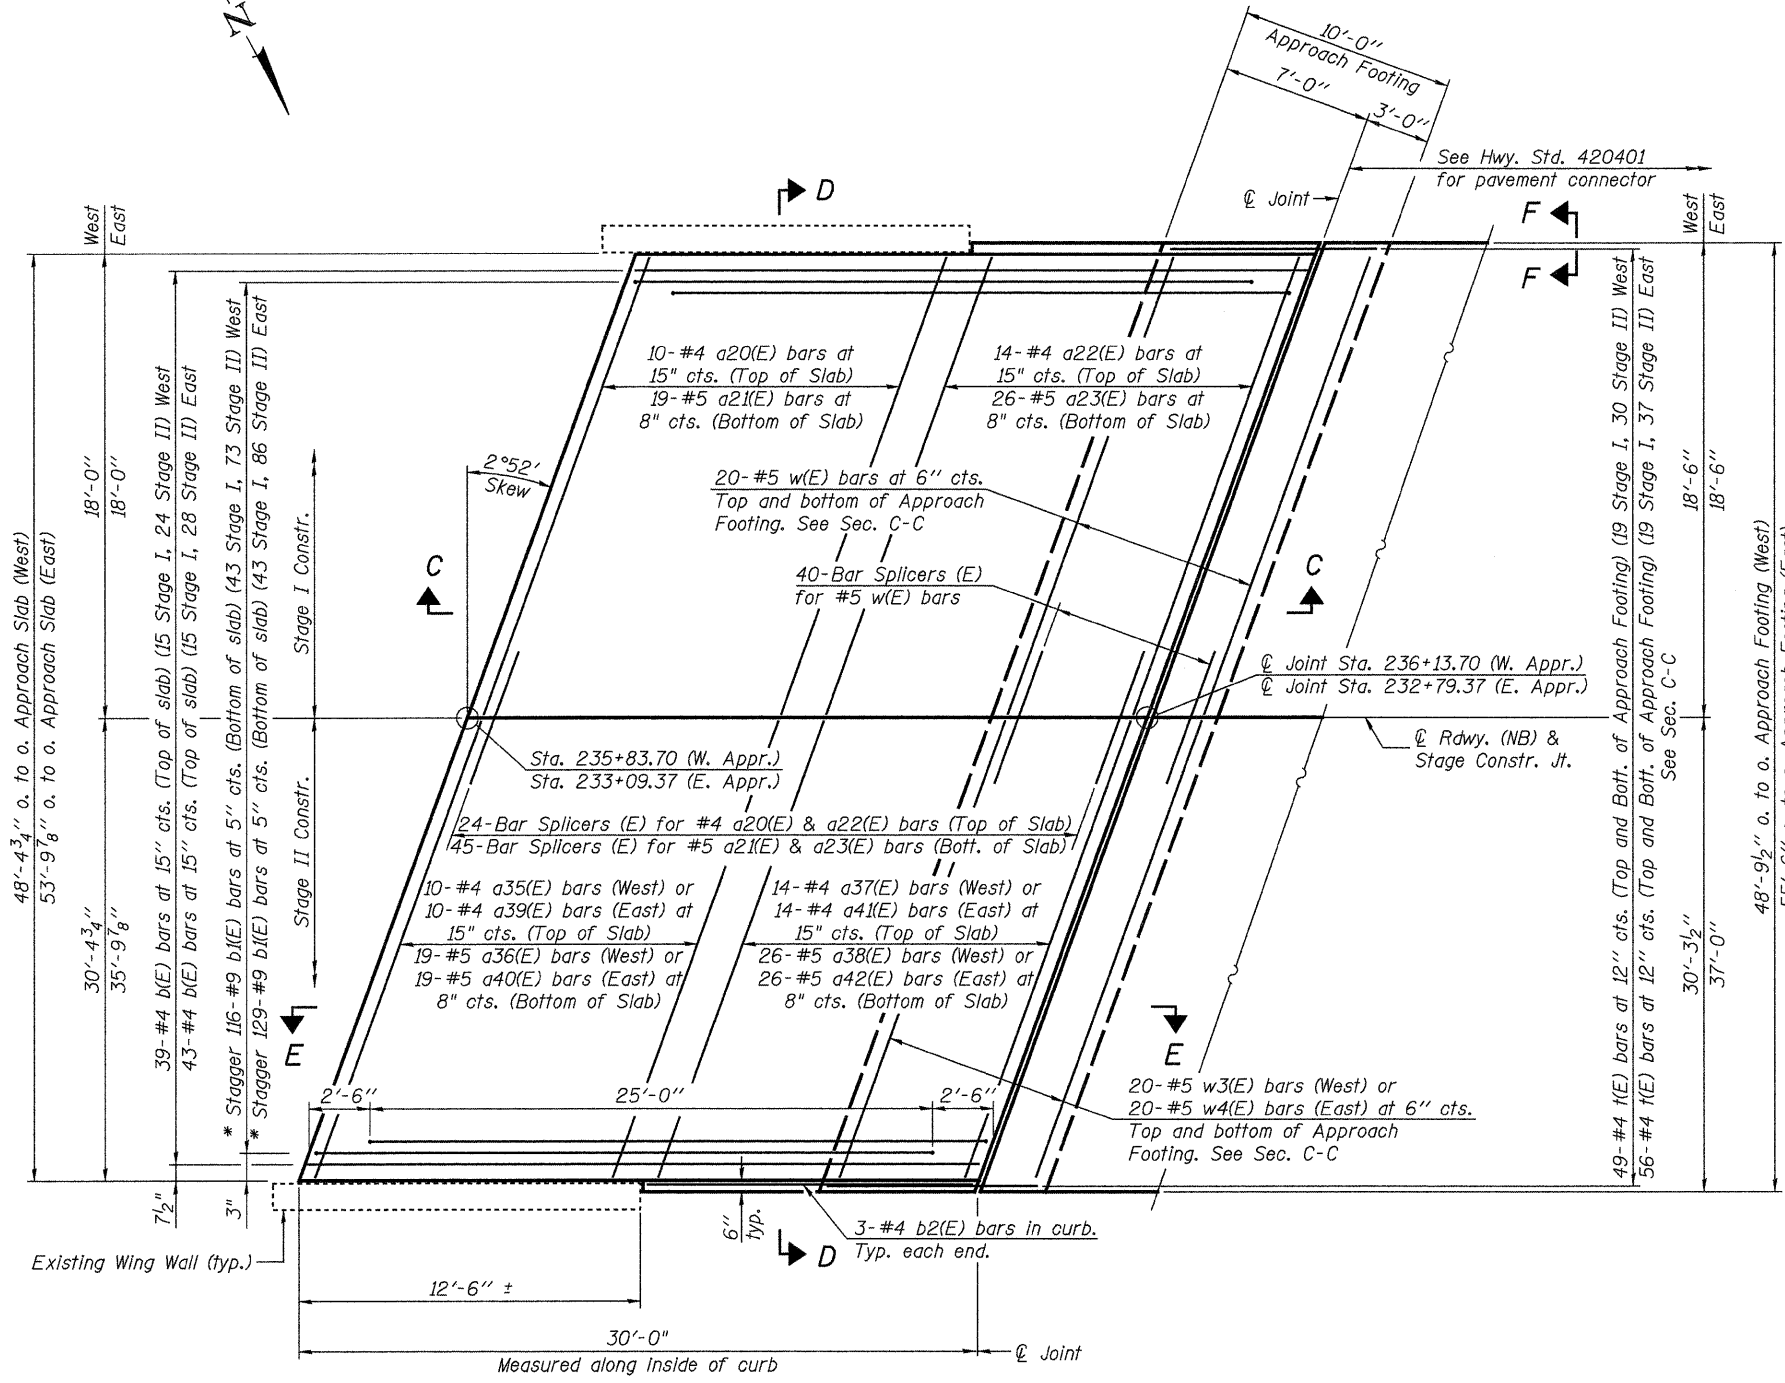 N
10'-0"
Approach Footing
7'-0"
3'-0"
See Hwy. Std. 420401
for pavement connector
℄ Joint
D
F
F
West
East
West
East
10-#4 a20(E) bars at
15" cts. (Top of Slab)
19-#5 a21(E) bars at
8" cts. (Bottom of Slab)
14-#4 a22(E) bars at
15" cts. (Top of Slab)
26-#5 a23(E) bars at
8" cts. (Bottom of Slab)
2°52'
Skew
20-#5 w(E) bars at 6" cts.
Top and bottom of Approach
Footing. See Sec. C-C
C
C
40-Bar Splicers (E)
for #5 w(E) bars
℄ Joint Sta. 236+13.70 (W. Appr.)
℄ Joint Sta. 232+79.37 (E. Appr.)
℄ Rdwy. (NB) &
Stage Constr. Jt.
Sta. 235+83.70 (W. Appr.)
Sta. 233+09.37 (E. Appr.)
24-Bar Splicers (E) for #4 a20(E) & a22(E) bars (Top of Slab)
45-Bar Splicers (E) for #5 a21(E) & a23(E) bars (Bott. of Slab)
10-#4 a35(E) bars (West) or
10-#4 a39(E) bars (East) at
15" cts. (Top of Slab)
19-#5 a36(E) bars (West) or
19-#5 a40(E) bars (East) at
8" cts. (Bottom of Slab)
14-#4 a37(E) bars (West) or
14-#4 a41(E) bars (East) at
15" cts. (Top of Slab)
26-#5 a38(E) bars (West) or
26-#5 a42(E) bars (East) at
8" cts. (Bottom of Slab)
E
E
2'-6"
25'-0"
2'-6"
20-#5 w3(E) bars (West) or
20-#5 w4(E) bars (East) at 6" cts.
Top and bottom of Approach
Footing. See Sec. C-C
3-#4 b2(E) bars in curb.
Typ. each end.
6"
typ.
D
Existing Wing Wall (typ.)
12'-6" ±
30'-0"
Measured along inside of curb
℄ Joint
48'-4¾" o. to o. Approach Slab (West)
53'-9⅞" o. to o. Approach Slab (East)
18'-0"
18'-0"
30'-4¾"
35'-9⅞"
39-#4 b(E) bars at 15" cts. (Top of slab) (15 Stage I, 24 Stage II) West
43-#4 b(E) bars at 15" cts. (Top of slab) (15 Stage I, 28 Stage II) East
* Stagger 116-#9 b1(E) bars at 5" cts. (Bottom of slab) (43 Stage I, 73 Stage II) West
* Stagger 129-#9 b1(E) bars at 5" cts. (Bottom of slab) (43 Stage I, 86 Stage II) East
Stage I Constr.
Stage II Constr.
7½"
3"
49-#4 t(E) bars at 12" cts. (Top and Bott. of Approach Footing) (19 Stage I, 30 Stage II) West
56-#4 t(E) bars at 12" cts. (Top and Bott. of Approach Footing) (19 Stage I, 37 Stage II) East
See Sec. C-C
18'-6"
18'-6"
30'-3½"
37'-0"
48'-9½" o. to o. Approach Footing (West)